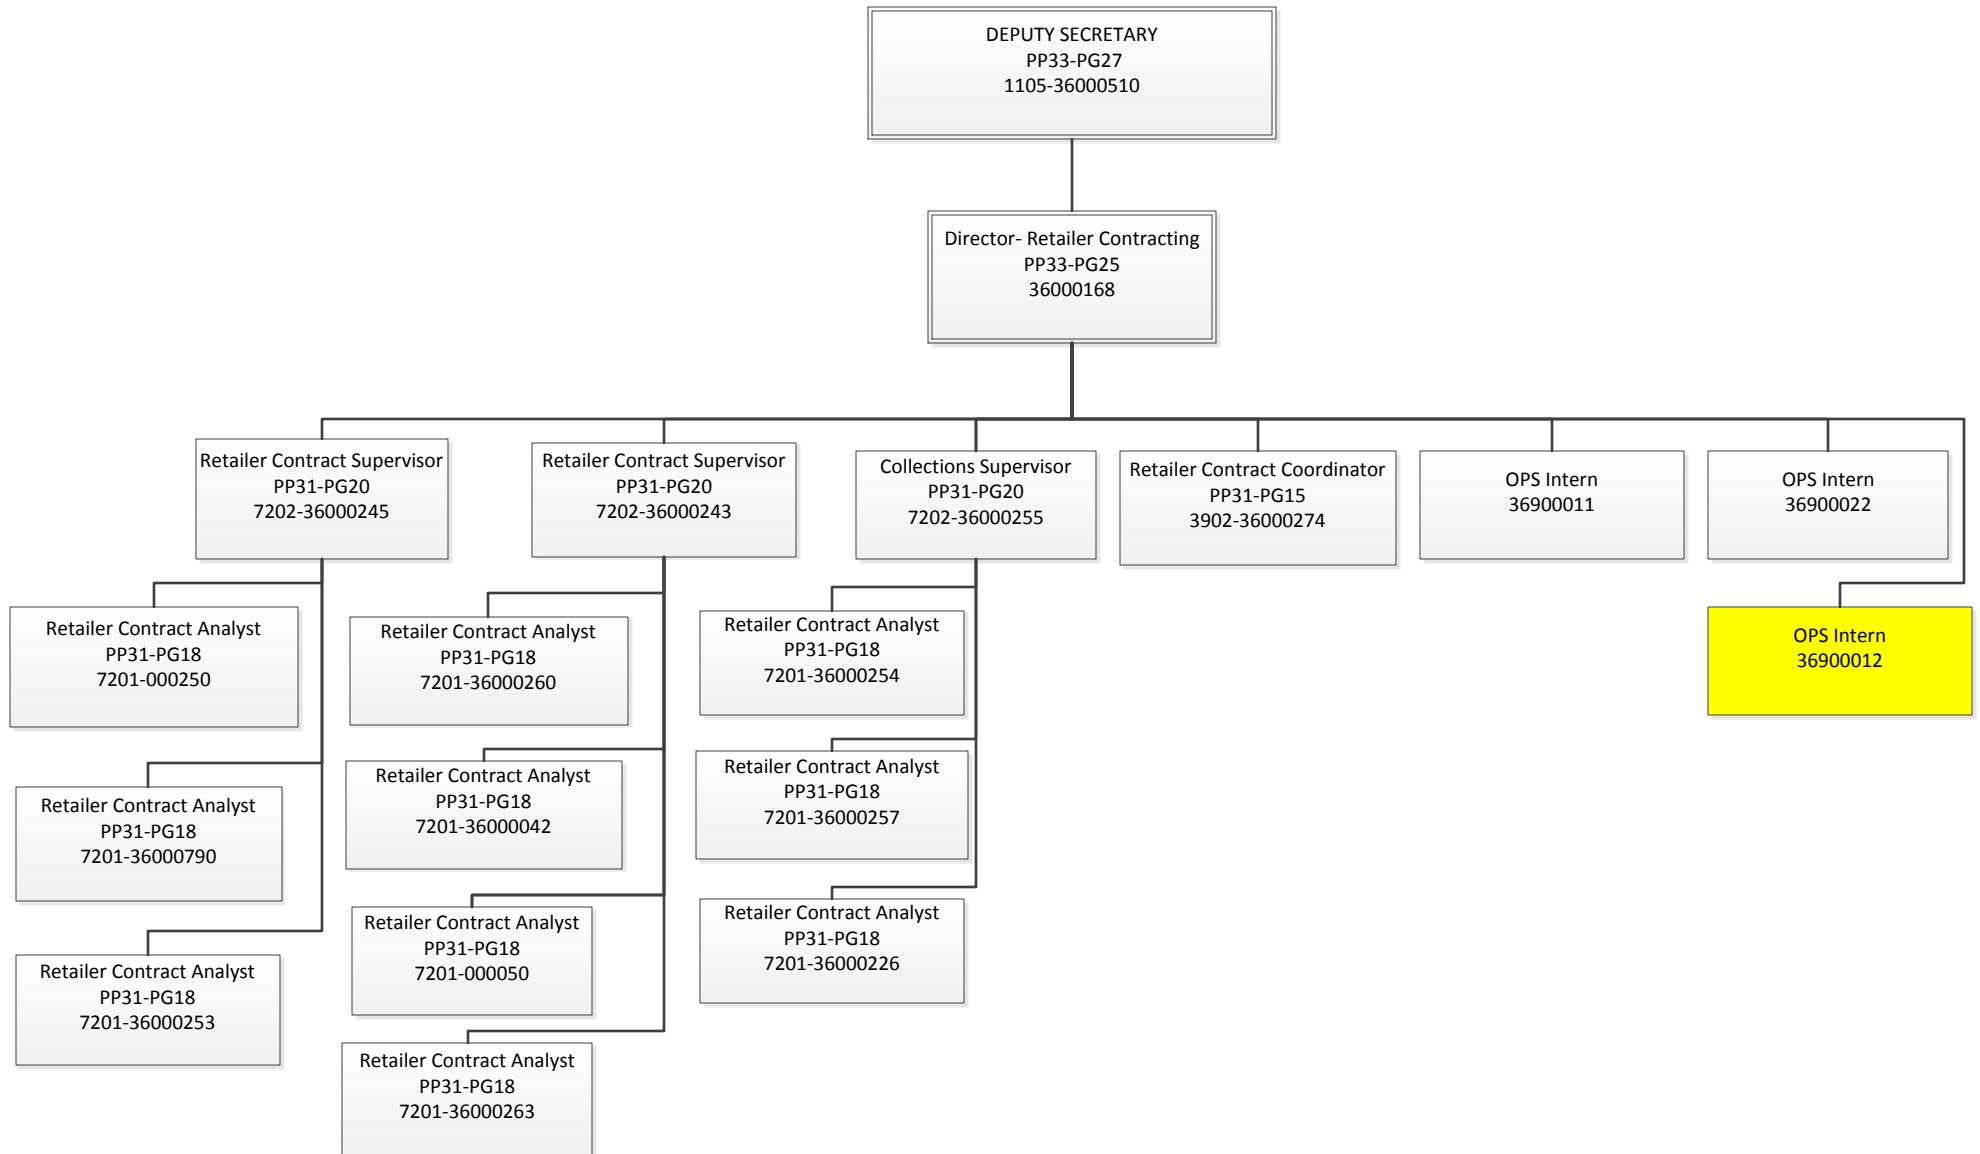 DEPUTY SECRETARY
PP33-PG27
1105-36000510
Director- Retailer Contracting
PP33-PG25
36000168
Retailer Contract Supervisor
PP31-PG20
7202-36000245
Retailer Contract Supervisor
PP31-PG20
7202-36000243
Collections Supervisor
PP31-PG20
7202-36000255
Retailer Contract Coordinator
PP31-PG15
3902-36000274
OPS Intern
36900011
OPS Intern
36900022
Retailer Contract Analyst
PP31-PG18
7201-000250
Retailer Contract Analyst
PP31-PG18
7201-36000260
Retailer Contract Analyst
PP31-PG18
7201-36000254
OPS Intern
36900012
Retailer Contract Analyst
PP31-PG18
7201-36000790
Retailer Contract Analyst
PP31-PG18
7201-36000042
Retailer Contract Analyst
PP31-PG18
7201-36000257
Retailer Contract Analyst
PP31-PG18
7201-36000253
Retailer Contract Analyst
PP31-PG18
7201-000050
Retailer Contract Analyst
PP31-PG18
7201-36000226
Retailer Contract Analyst
PP31-PG18
7201-36000263